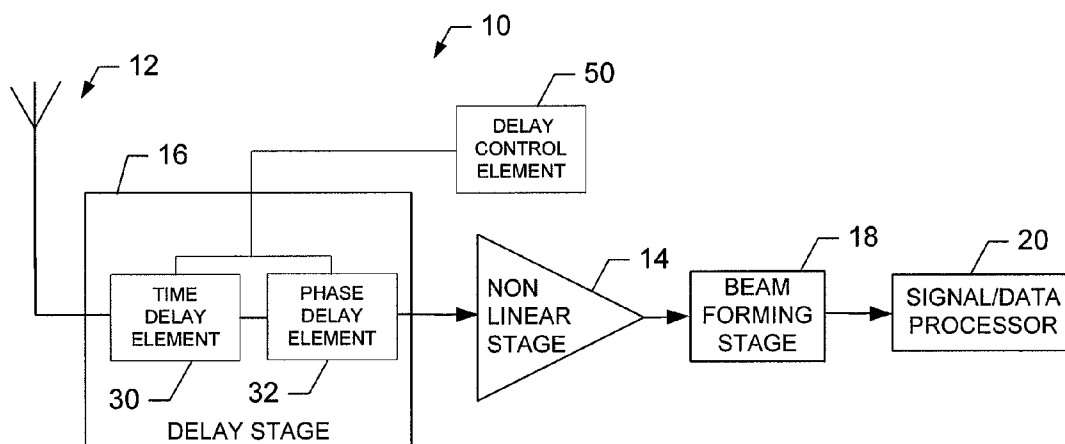 10
12
50
DELAY
CONTROL
ELEMENT
16
TIME
DELAY
ELEMENT
30
PHASE
DELAY
ELEMENT
32
DELAY STAGE
NON
LINEAR
STAGE
14
BEAM
FORMING
STAGE
18
SIGNAL/DATA
PROCESSOR
20